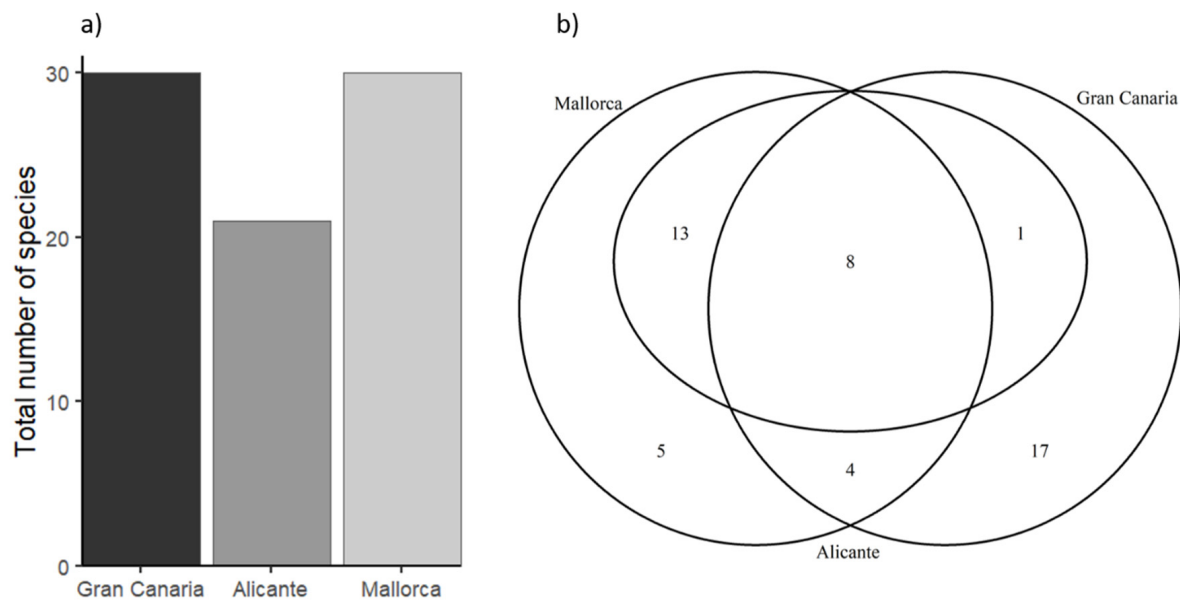 a)
Total number of species
30
20
10
0
Gran Canaria
Alicante
Mallorca
b)
Mallorca
Gran Canaria
13
1
8
5
4
17
Alicante